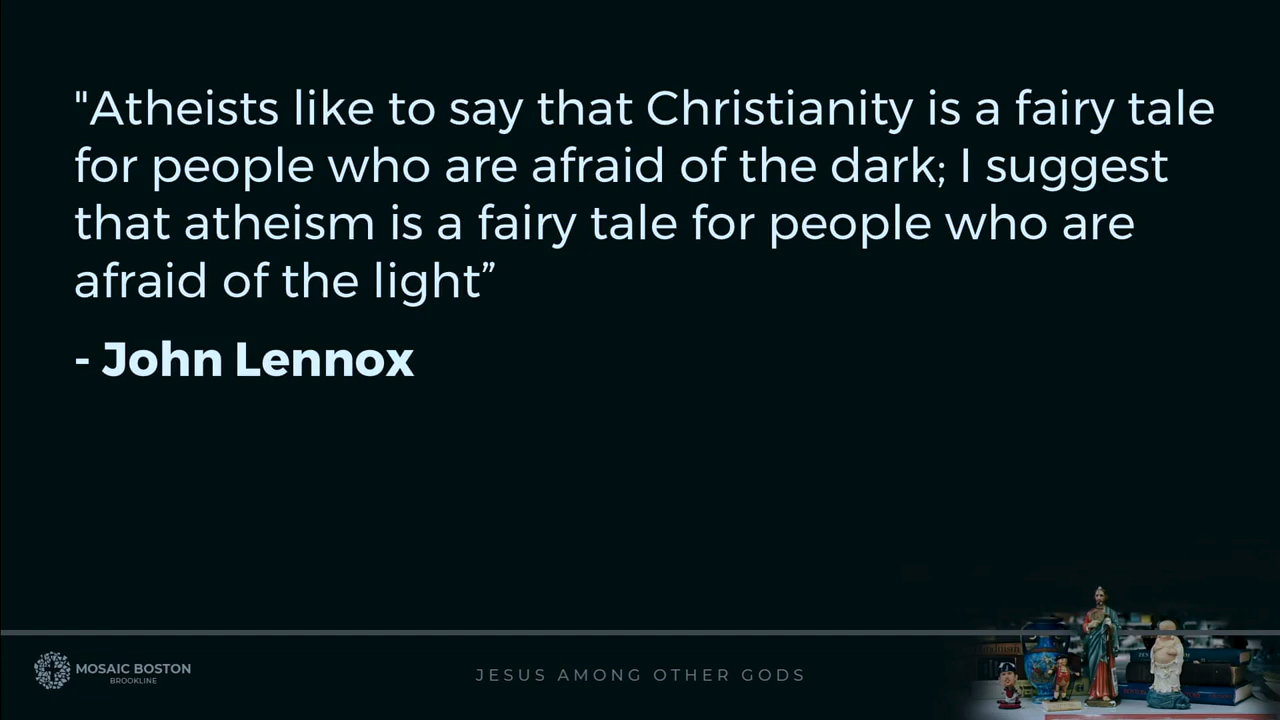 "Atheists like to say that Christianity is a fairy tale
for people who are afraid of the dark; I suggest
that atheism is a fairy tale for people who are
afraid of the light”
- John Lennox
MOSAIC BOSTON
BROOKLINE
JESUS AMONG OTHER GODS